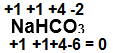 +1 +1 +4 -2
NaHCO₃
+1 +1+4-6 = 0